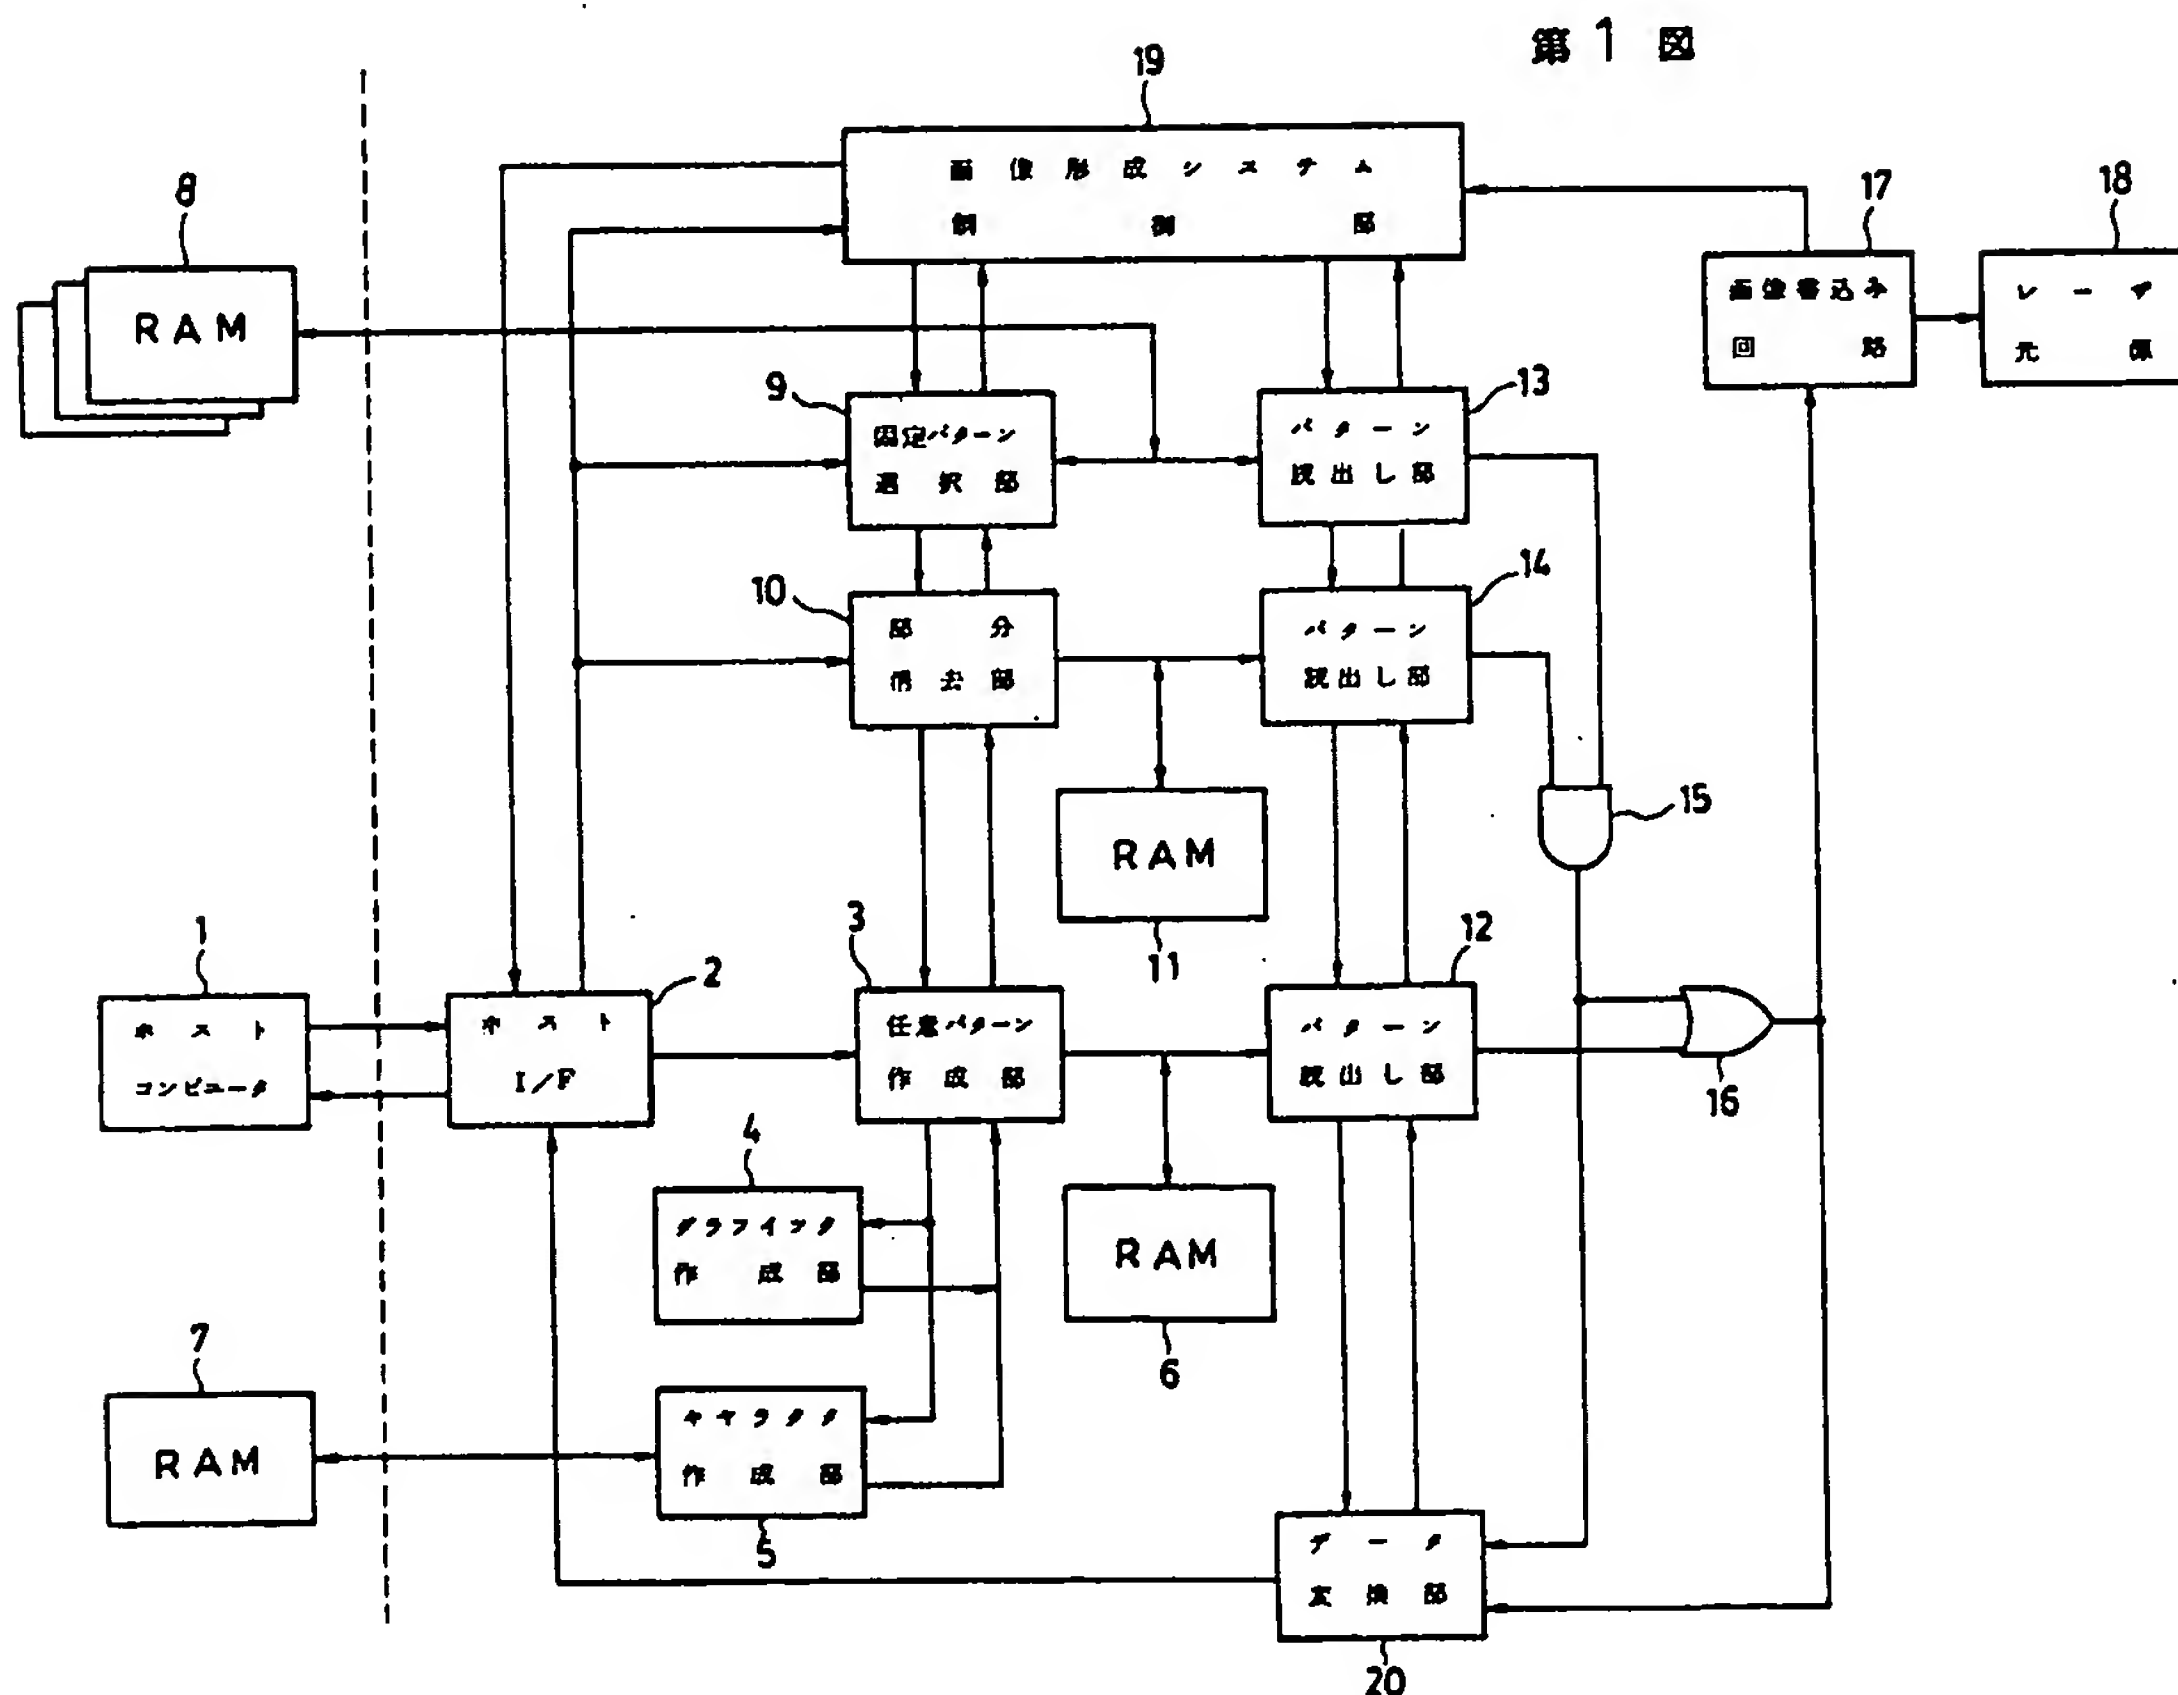 第1図
19
画像形成システム
制御部
8
RAM
17
画像書込み
回路
18
レーザ
光源
9
固定パターン
選択部
13
パターン
読出し部
10
部分
消去部
14
パターン
読出し部
15
RAM
11
1
ホスト
コンピュータ
2
ホスト
I/F
3
任意パターン
作成部
12
パターン
読出し部
16
4
グラフィック
作成部
RAM
6
7
RAM
キャラクタ
作成部
5
データ
変換部
20